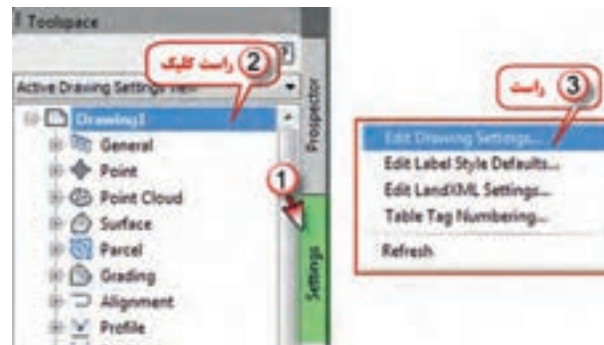 Toolspace
2 راست کلیک
Active Drawing Settings View
Drawing1
General
Point
Point Cloud
Surface
Parcel
Grading
Alignment
Profile
Prospector
1
Settings
3 راست
Edit Drawing Settings...
Edit Label Style Defaults...
Edit LandXML Settings...
Table Tag Numbering...
Refresh